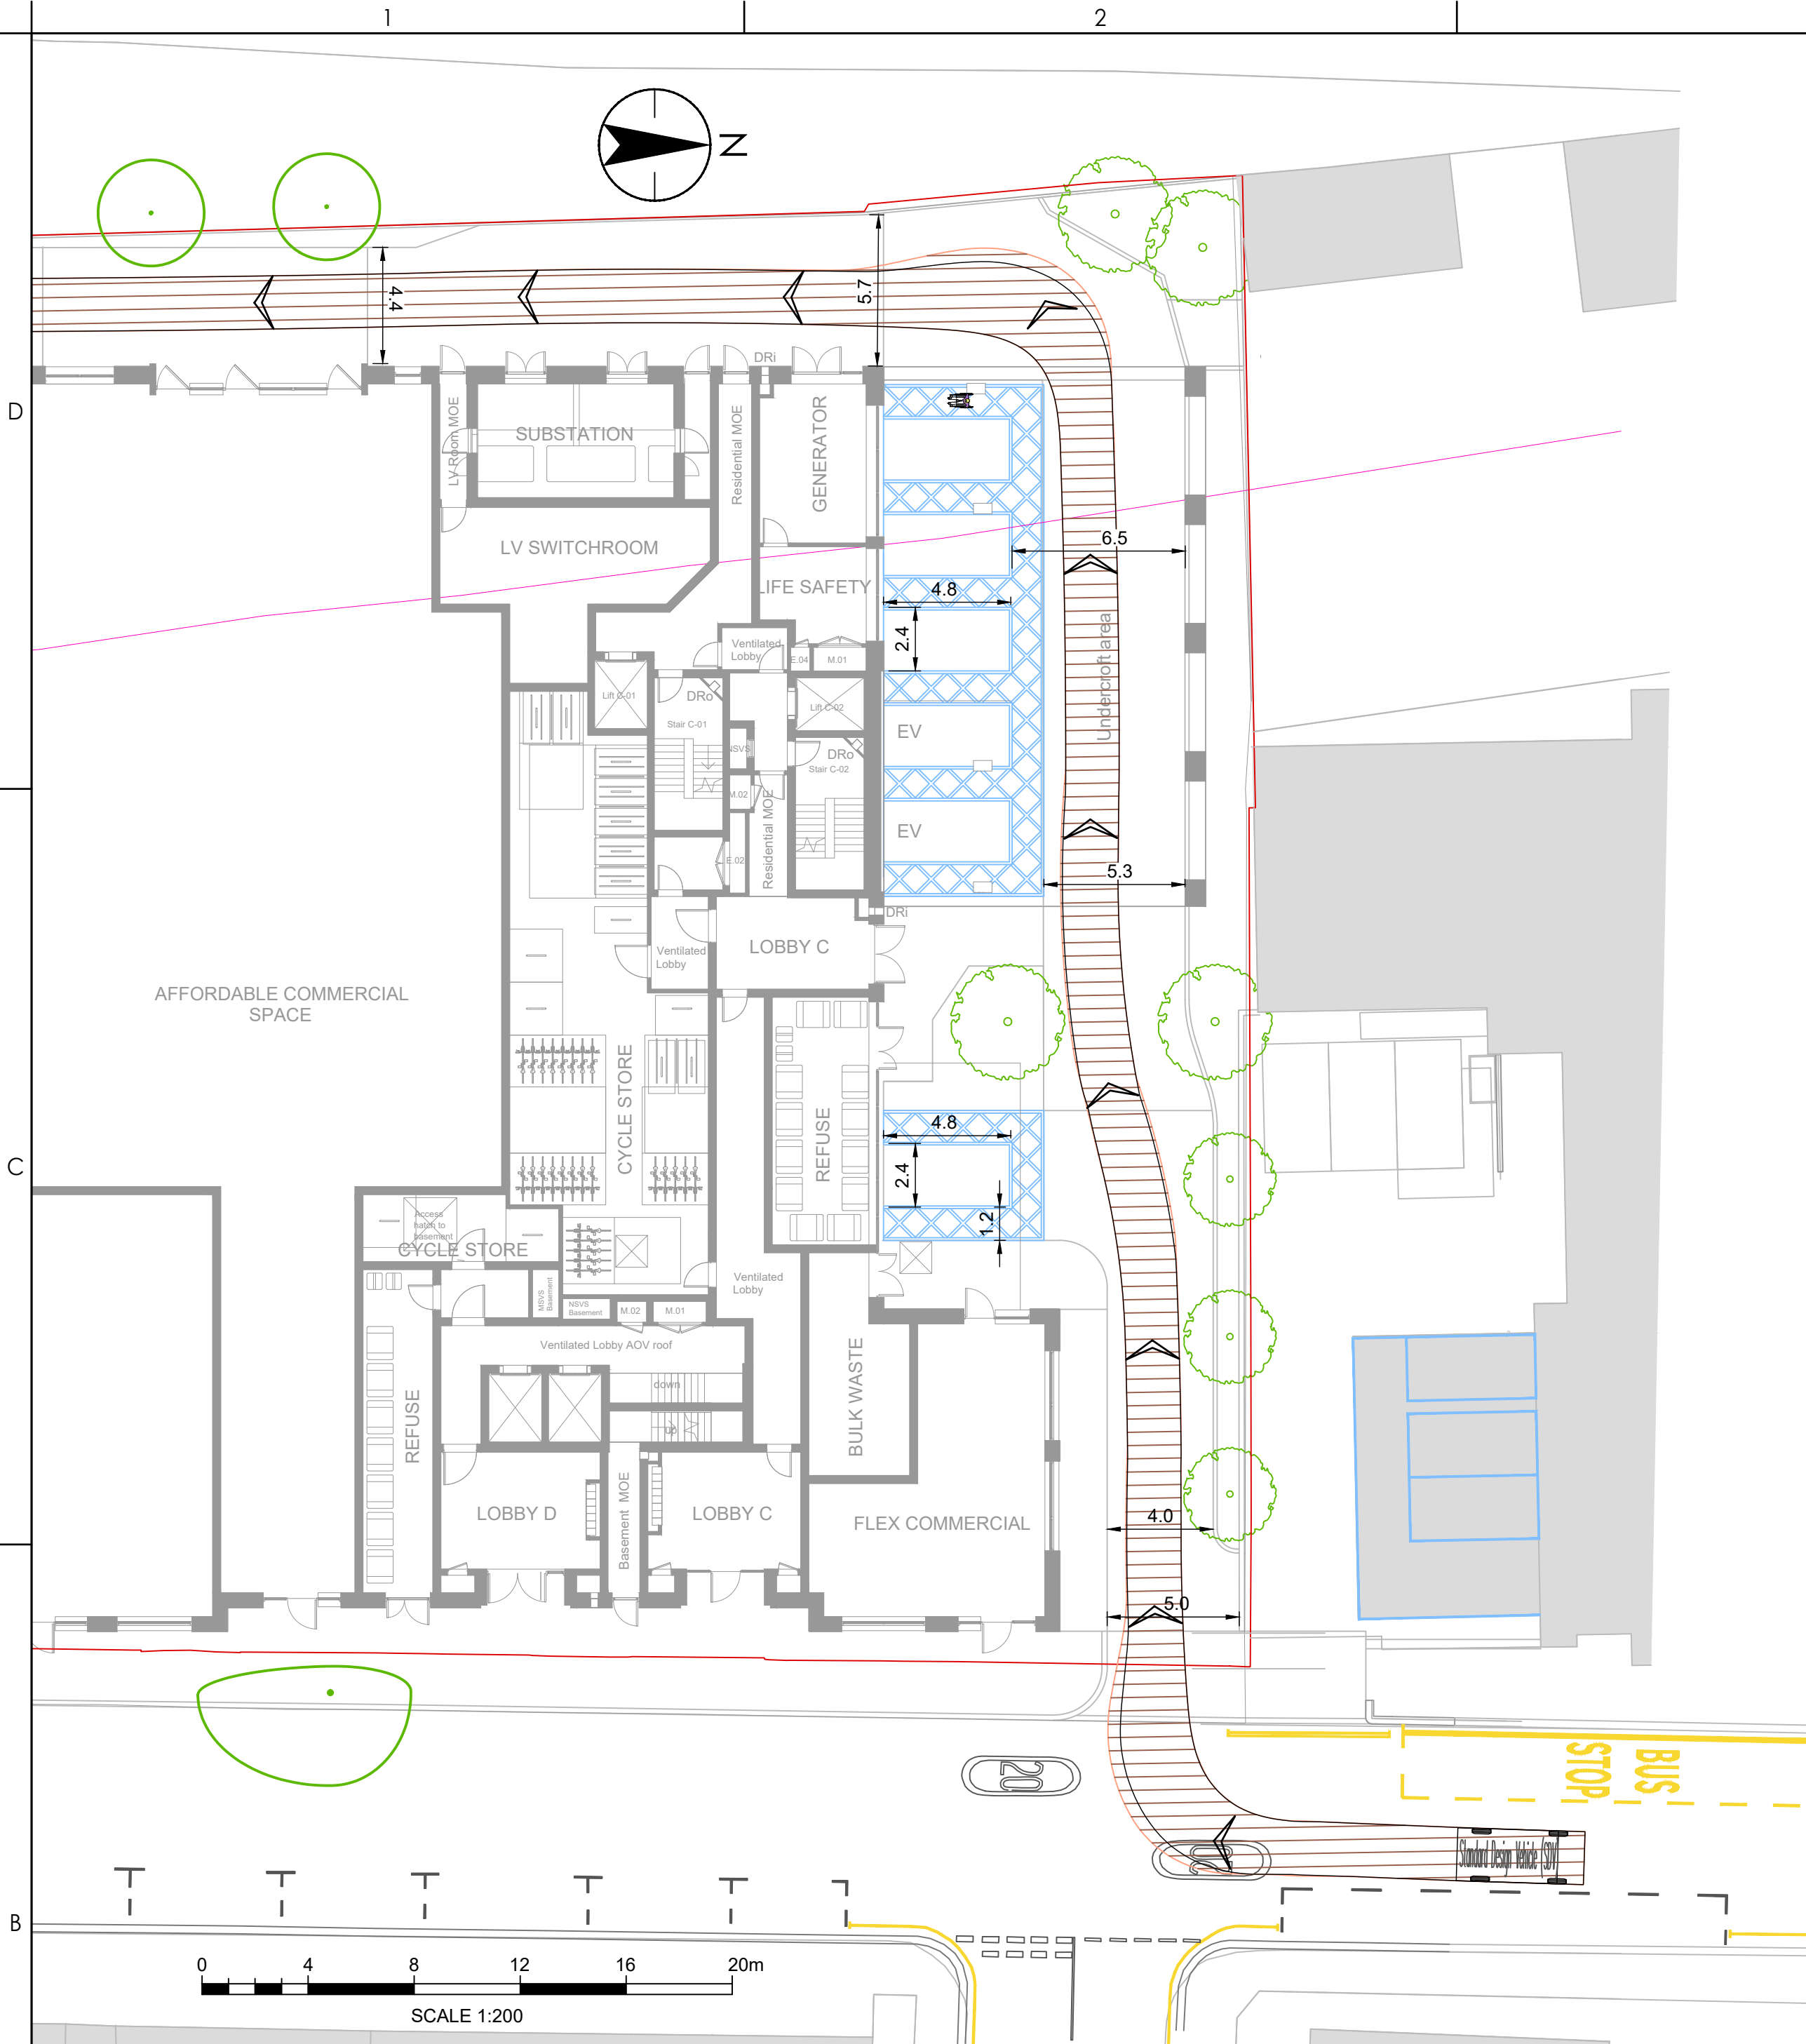 1
2
N
4.4
5.7
DRi
D
LV Room MOE
SUBSTATION
Residential MOE
GENERATOR
LV SWITCHROOM
6.5
LIFE SAFETY
4.8
2.4
Undercroft area
Ventilated
Lobby
E.04
M.01
Lift C-01
DRo
Stair C-01
Lift C-02
EV
NSVS
DRo
Stair C-02
M.02
Residential MOE
EV
E.02
5.3
DRi
LOBBY C
Ventilated
Lobby
AFFORDABLE COMMERCIAL
SPACE
CYCLE STORE
REFUSE
4.8
2.4
1.2
C
Access
hatch to
basement
CYCLE STORE
Ventilated
Lobby
MSVS
Basement
NSVS
Basement
M.02
M.01
Ventilated Lobby AOV roof
down
up
REFUSE
BULK WASTE
LOBBY D
Basement MOE
LOBBY C
FLEX COMMERCIAL
4.0
5.0
BUS
STOP
20
20
Standard Design Vehicle (SDV)
B
0
4
8
12
16
20m
SCALE 1:200